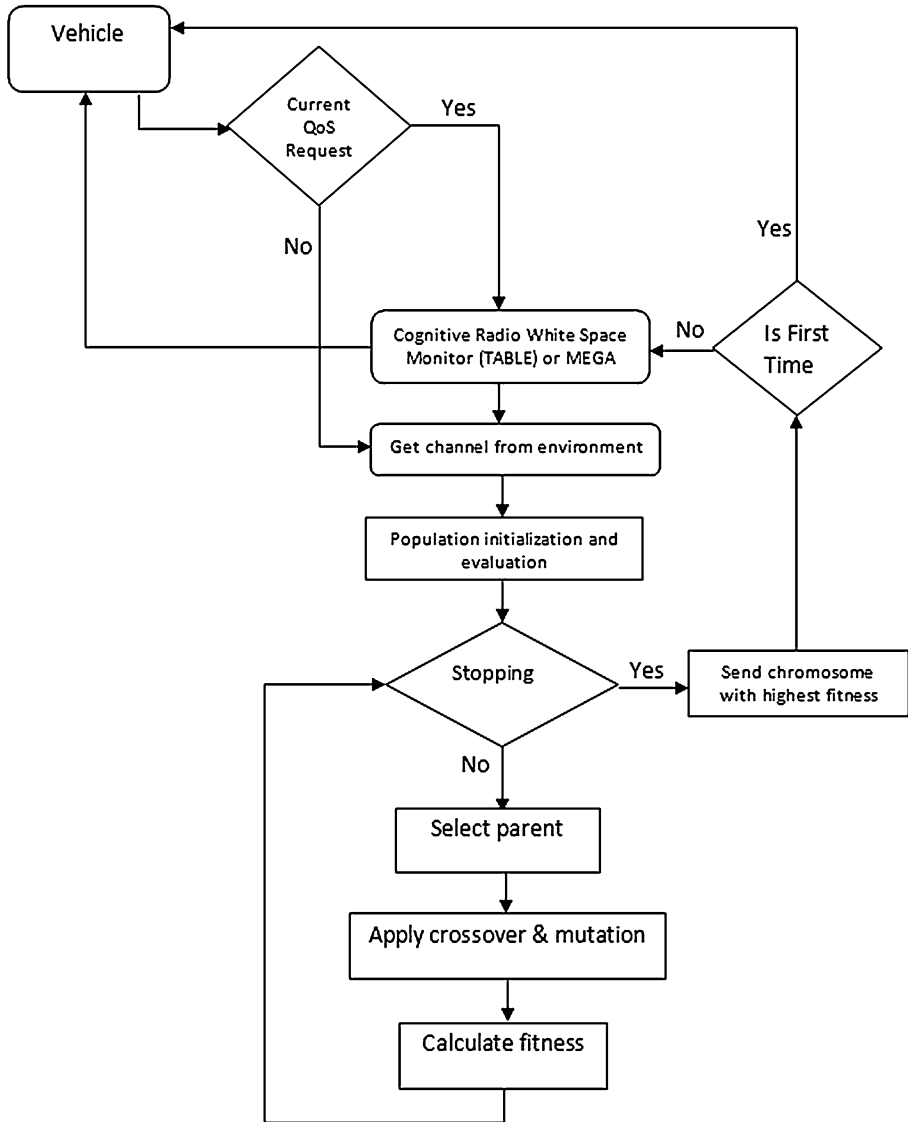 Vehicle
Current
QoS
Request
Yes
No
Yes
Cognitive Radio White Space
Monitor (TABLE) or MEGA
No
Is First
Time
Get channel from environment
Population initialization and
evaluation
Stopping
Yes
Send chromosome
with highest fitness
No
Select parent
Apply crossover & mutation
Calculate fitness